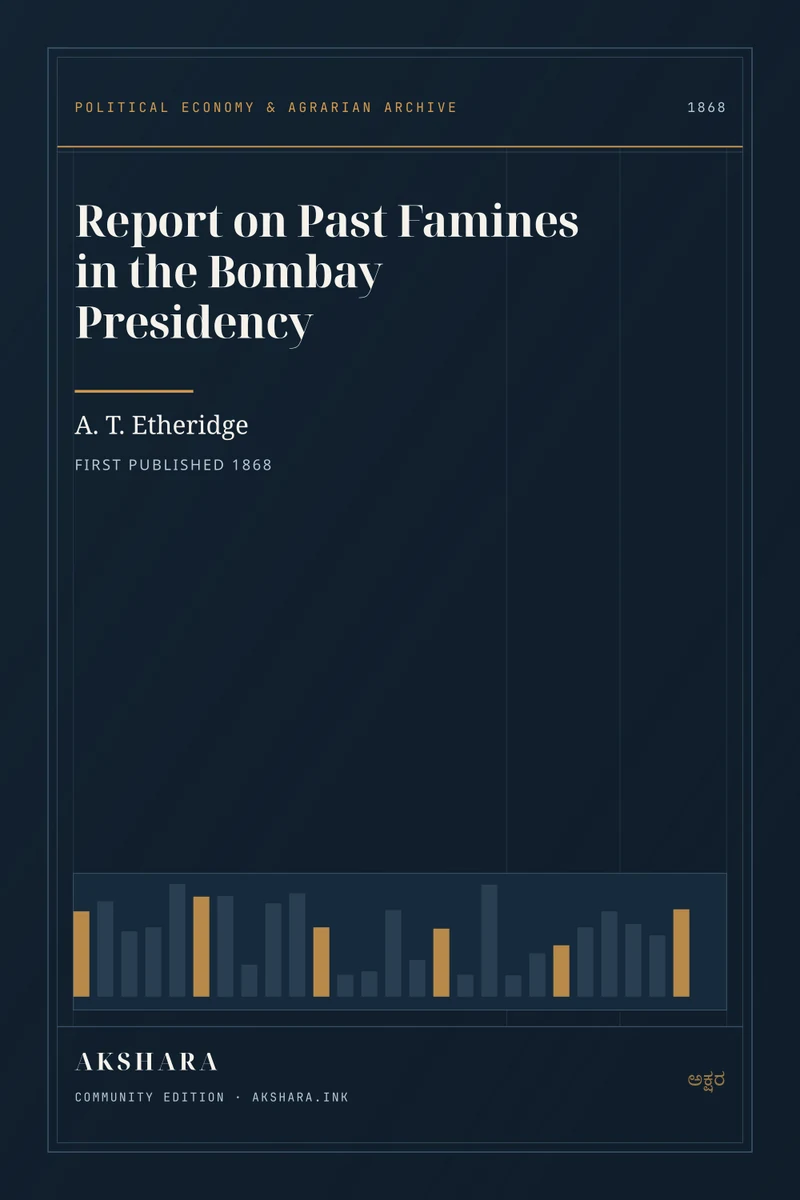 POLITICAL ECONOMY & AGRARIAN ARCHIVE 1868
Report on Past Famines
in the Bombay
Presidency
A. T. Etheridge
FIRST PUBLISHED 1868
AKSHARA
COMMUNITY EDITION · AKSHARA.INK
ಅಕ್ಷರ